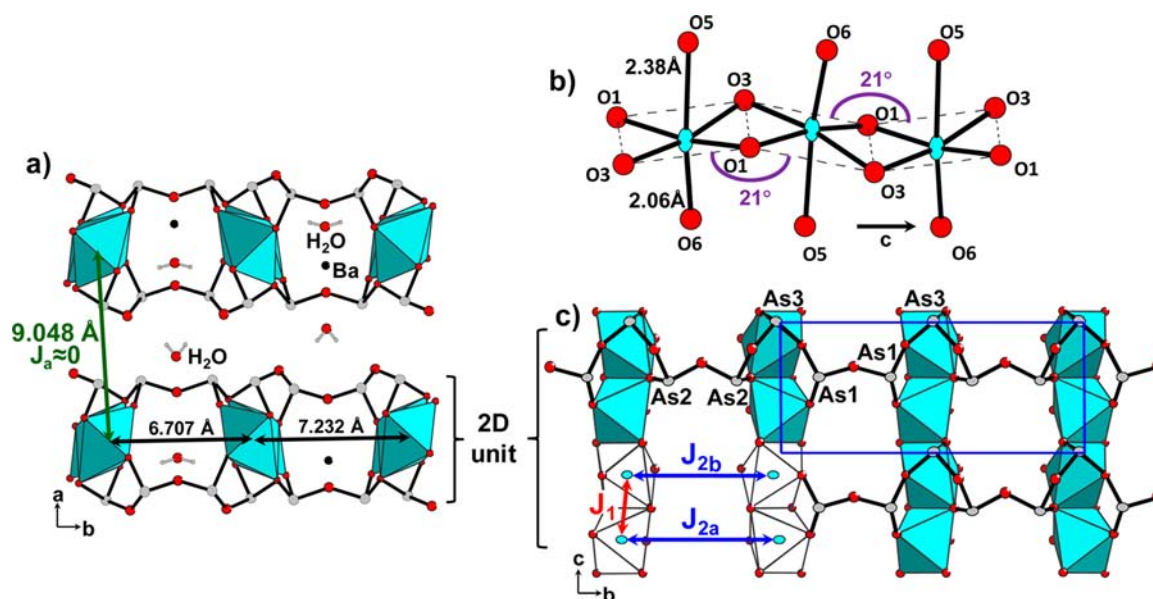 a)
H₂O
Ba
9.048 Å
Jₐ≈0
H₂O
6.707 Å
7.232 Å
2D
unit
a
b
b)
O5
O6
O5
2.38Å
21°
O1
O3
O1
O3
O3
O1
21°
O3
O1
2.06Å
O6
O5
c
O6
c)
As3
As3
As1
As2
As2
As1
J₂b
J₁
J₂a
c
b